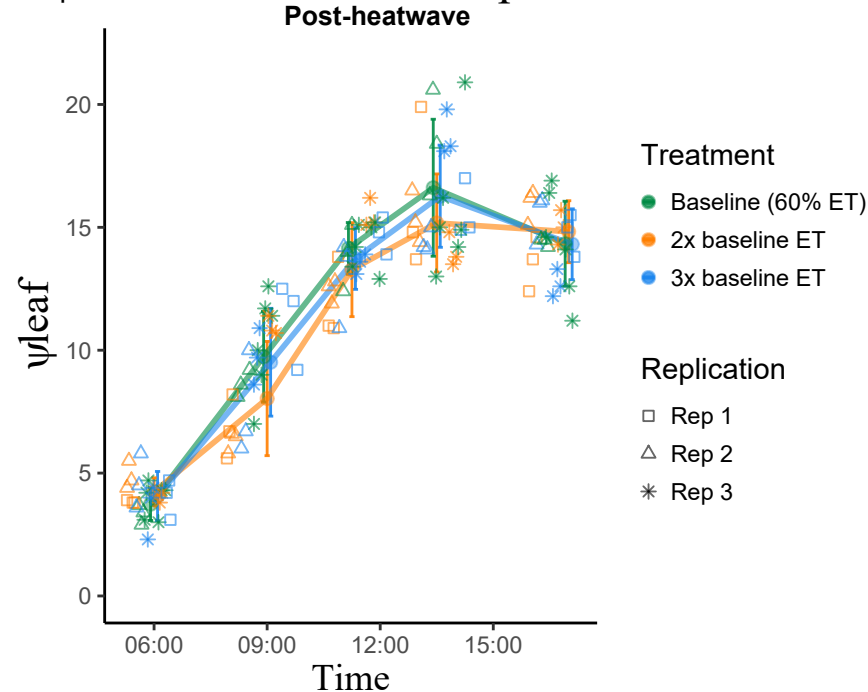 Post-heatwave
20
15
10
5
0
ψleaf
06:00 09:00 12:00 15:00
Time
Treatment
Baseline (60% ET)
2x baseline ET
3x baseline ET
Replication
Rep 1
Rep 2
Rep 3